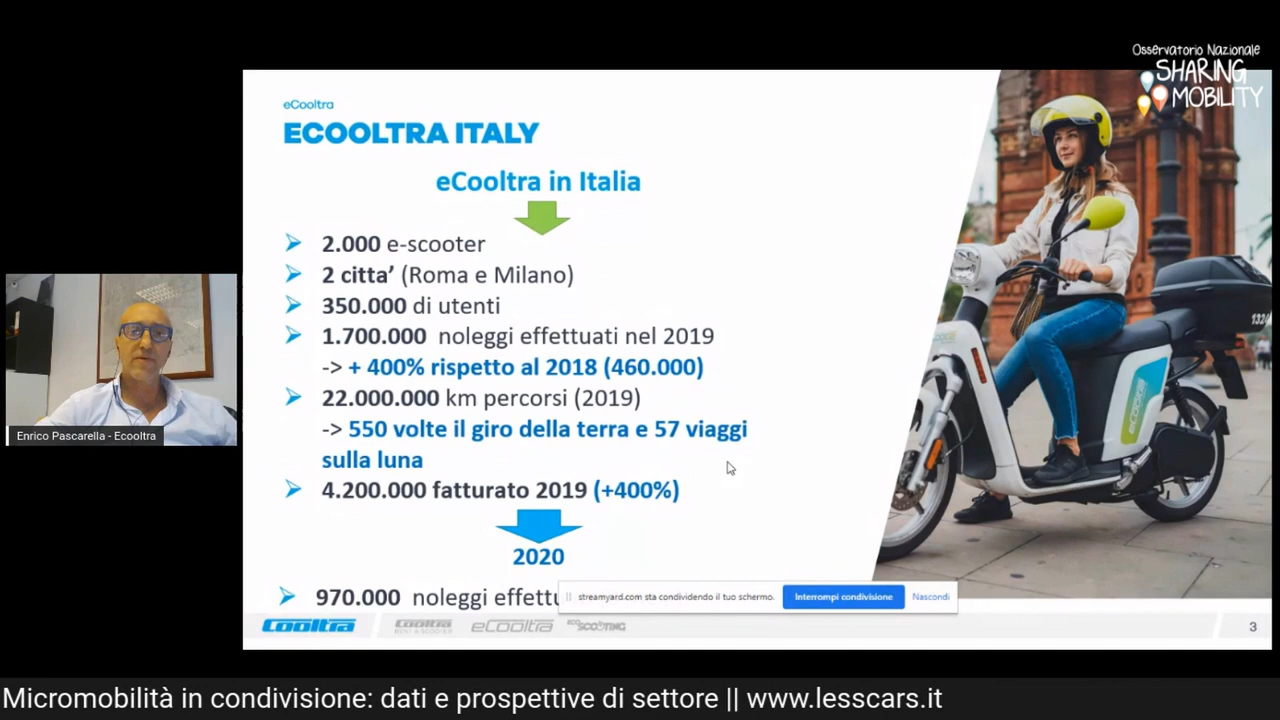 Osservatorio Nazionale
SHARING
MOBILITY
eCooltra
ECOOLTRA ITALY
eCooltra in Italia
2.000 e-scooter
2 citta' (Roma e Milano)
350.000 di utenti
1.700.000 noleggi effettuati nel 2019
-> + 400% rispetto al 2018 (460.000)
22.000.000 km percorsi (2019)
-> 550 volte il giro della terra e 57 viaggi
sulla luna
4.200.000 fatturato 2019 (+400%)
2020
970.000 noleggi effettu
streamyard.com sta condividendo il tuo schermo.
Interrompi condivisione
Nascondi
cooltra
cooltra
eCooltra
SCOOTING
3
1324
ecooltra
Enrico Pascarella - Ecooltra
Micromobilità in condivisione: dati e prospettive di settore || www.lesscars.it